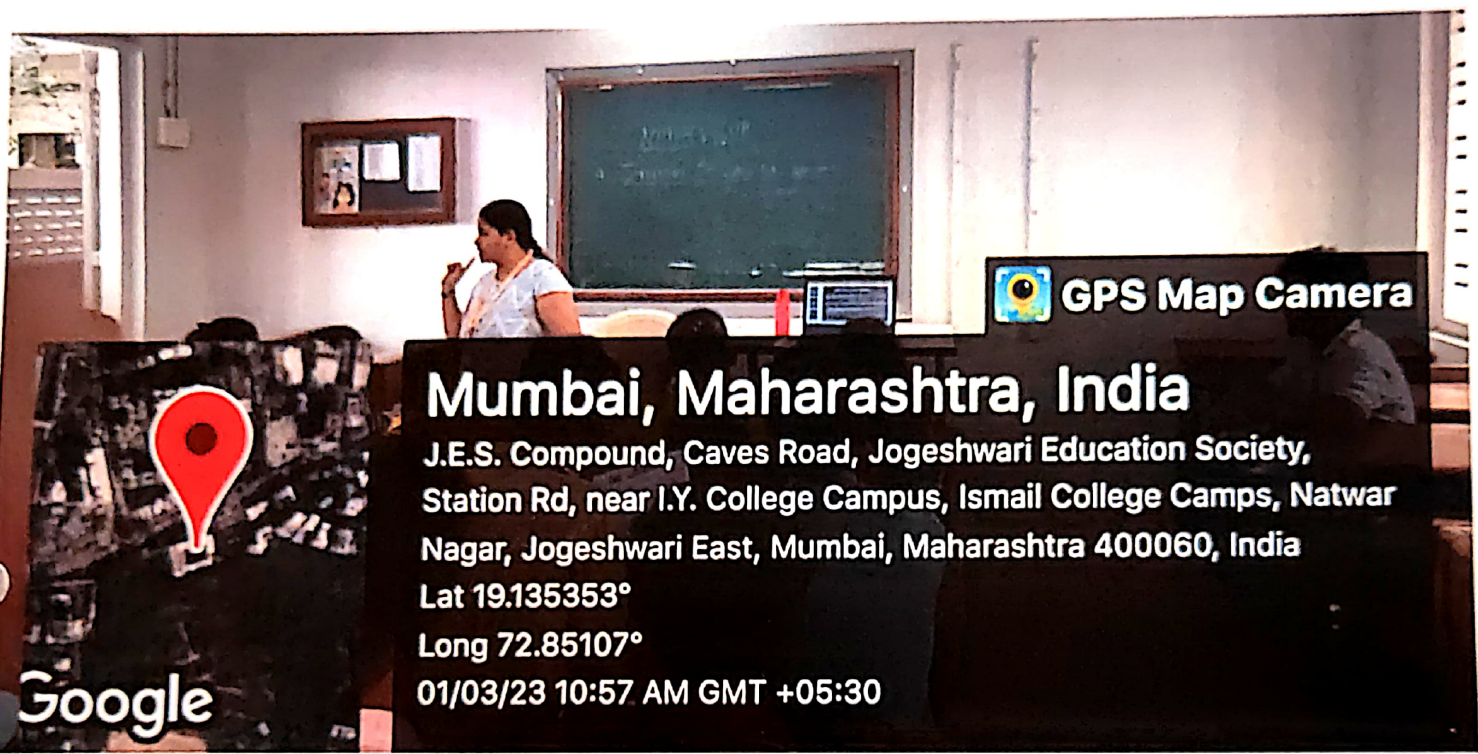 GPS Map Camera
Mumbai, Maharashtra, India
J.E.S. Compound, Caves Road, Jogeshwari Education Society,
Station Rd, near I.Y. College Campus, Ismail College Camps, Natwar
Nagar, Jogeshwari East, Mumbai, Maharashtra 400060, India
Lat 19.135353°
Long 72.85107°
01/03/23 10:57 AM GMT +05:30
Google